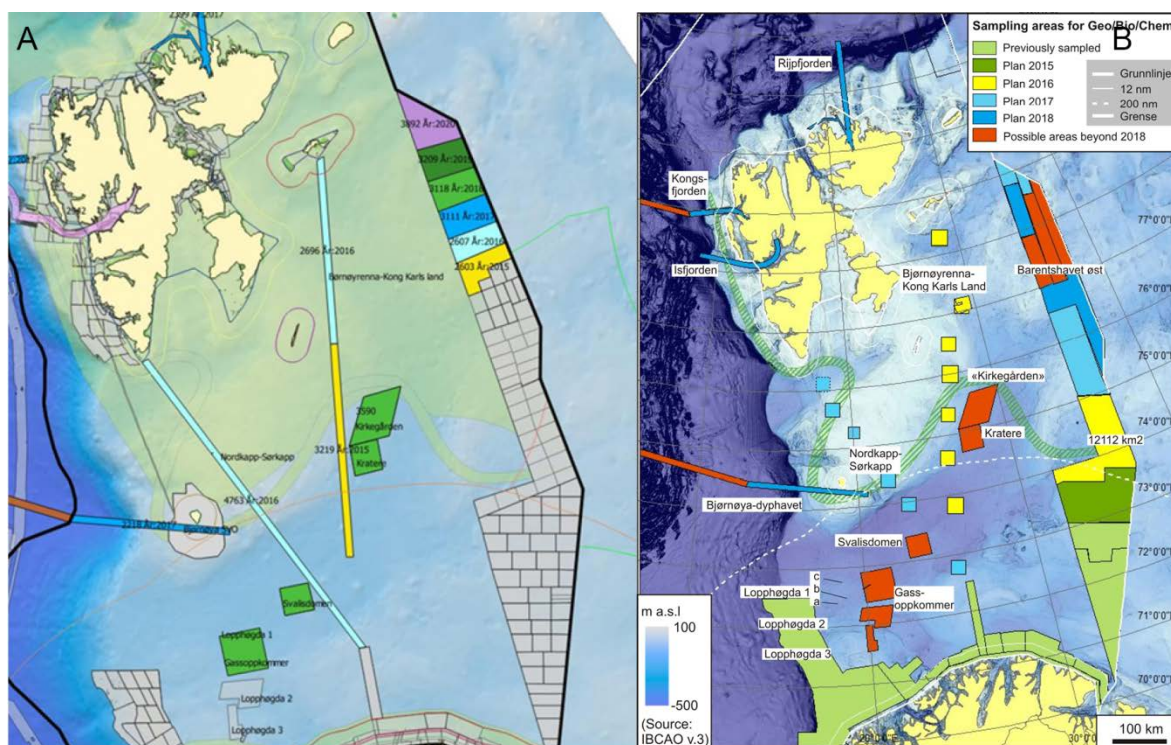 A
2399 År:2017
3892 År:2020
3209 År:2019
3118 År:2018
3111 År:2017
2607 År:2016
2603 År:2015
2696 År:2016
Bjørnøyrenna-Kong Karls land
3590
Kirkegården
Kratere
3219 År:2015
Nordkapp-Sørkapp
4763 År:2016
Svalisdomen
Lopphøgda 1
Gassoppkommer
Lopphøgda 2
Lopphøgda 3
B
Sampling areas for Geo/Bio/Chem
Previously sampled
Plan 2015
Plan 2016
Plan 2017
Plan 2018
Possible areas beyond 2018
Grunnlinje
12 nm
200 nm
Grense
Rijpfjorden
Kongs-
fjorden
Isfjorden
Bjørnøyrenna-
Kong Karls Land
Barentshavet øst
«Kirkegården»
Kratere
12112 km2
Nordkapp-
Sørkapp
Bjørnøya-dyphavet
Svalisdomen
c
b
a
Lopphøgda 1
Gass-
oppkommer
Lopphøgda 2
Lopphøgda 3
77°0'0"N
76°0'0"N
75°0'0"N
74°0'0"N
73°0'0"N
72°0'0"N
71°0'0"N
70°0'0"N
m a.s.l
100
-500
(Source:
IBCAO v.3)
100 km